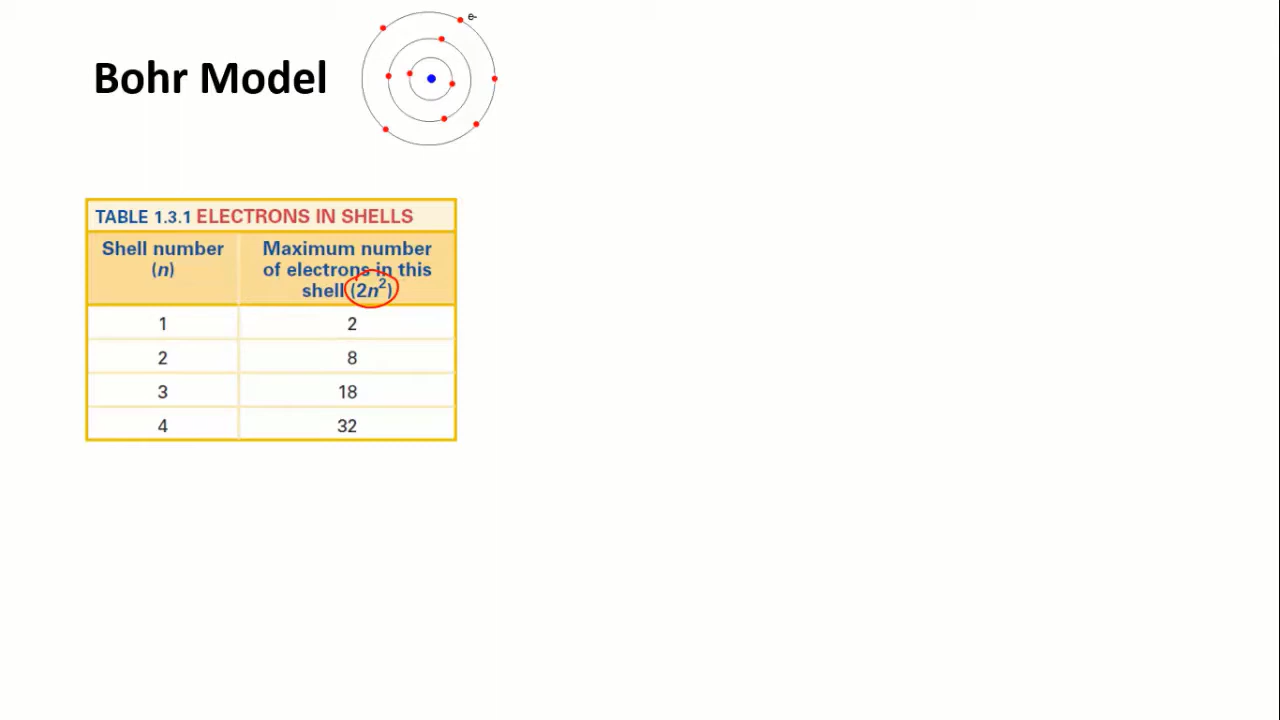 e-
Bohr Model
TABLE 1.3.1 ELECTRONS IN SHELLS
Shell number
(n)
Maximum number
of electrons in this
shell (2n²)
1 2
2 8
3 18
4 32